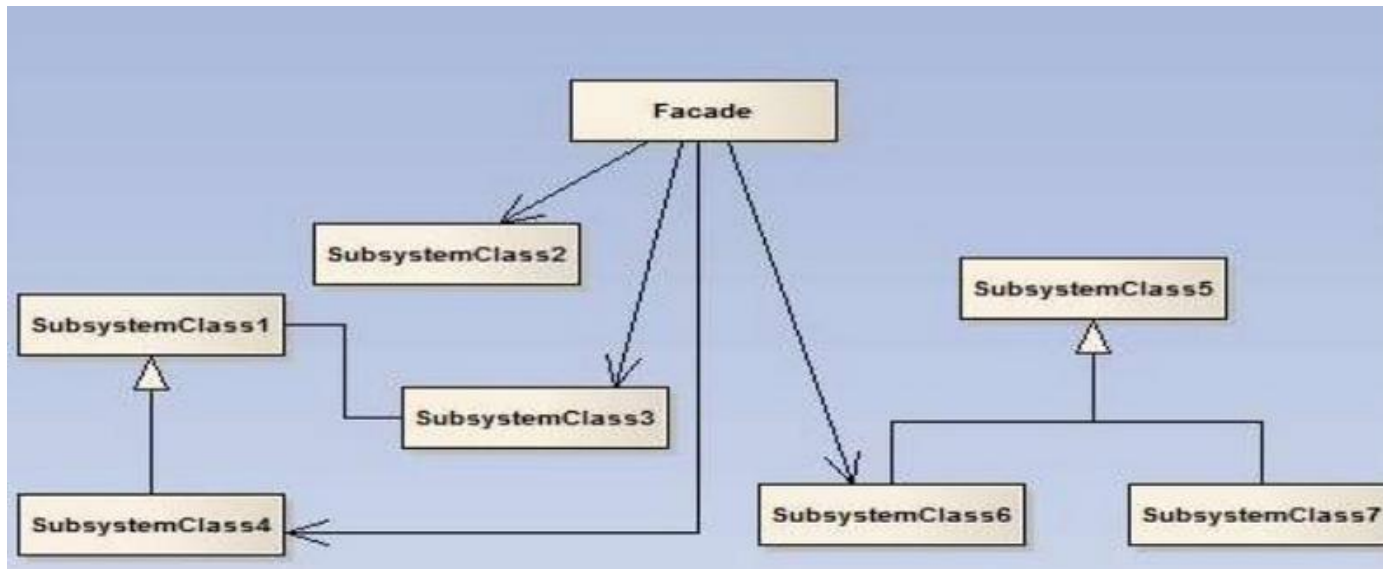 Facade
SubsystemClass2
SubsystemClass5
SubsystemClass1
SubsystemClass3
SubsystemClass4
SubsystemClass6
SubsystemClass7